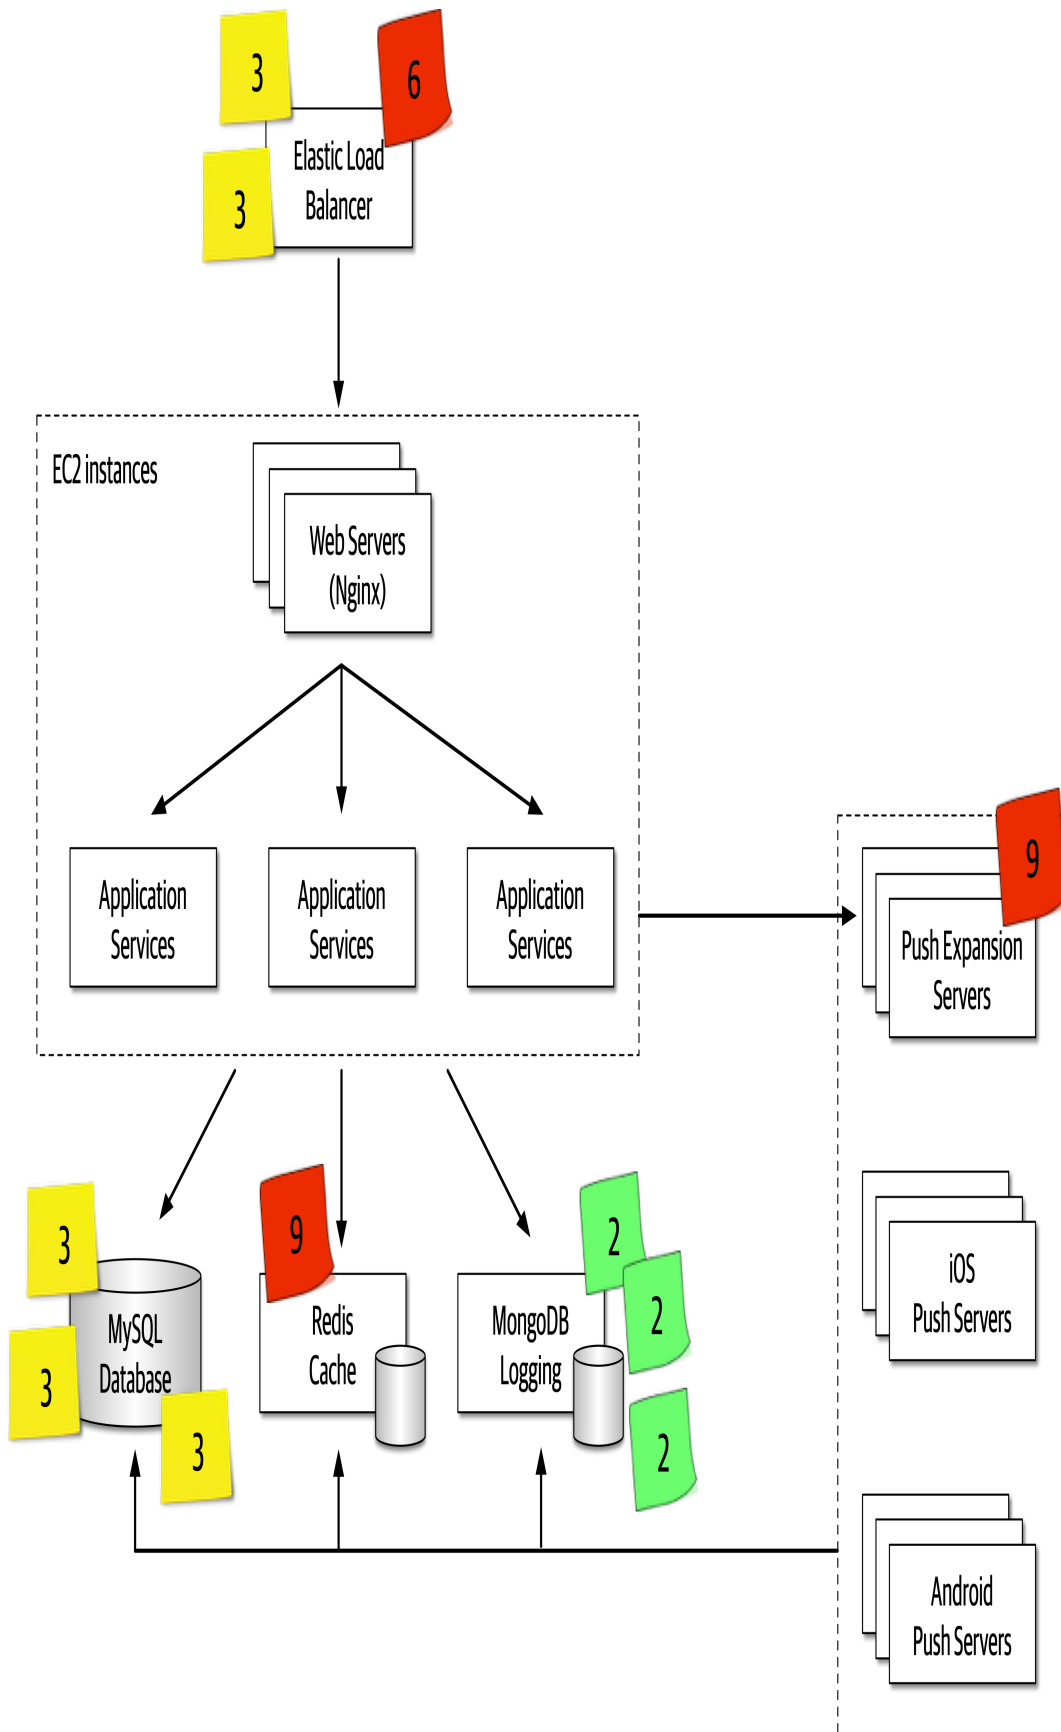 3
6
Elastic Load
Balancer
3
EC2 instances
Web Servers
(Nginx)
Application
Services
Application
Services
Application
Services
9
Push Expansion
Servers
3
MySQL
Database
3
3
9
Redis
Cache
2
MongoDB
Logging
2
2
iOS
Push Servers
Android
Push Servers